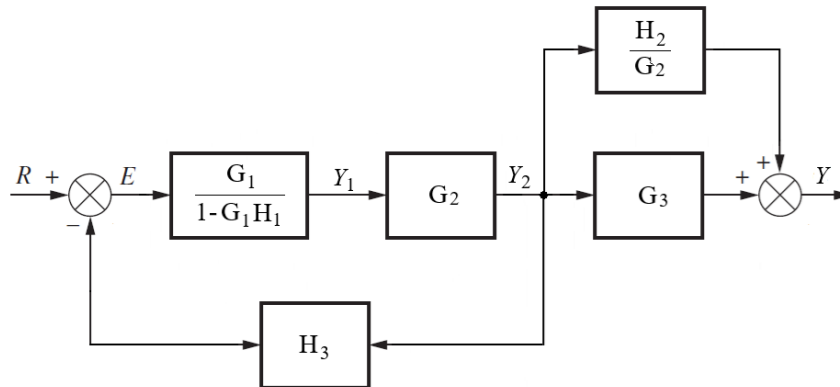 H₂
G₂
R + E G₁ Y₁ G₂ Y₂ G₃ + + Y
1-G₁H₁
−
H₃